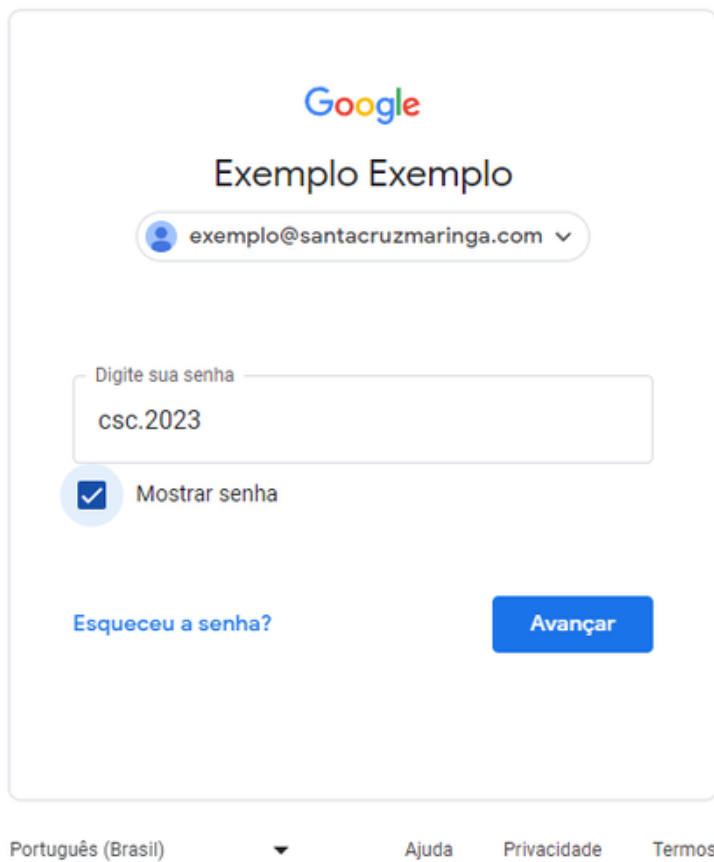 Google
Exemplo Exemplo
exemplo@santacruzmaringa.com
Digite sua senha
csc.2023
Mostrar senha
Esqueceu a senha? Avançar
Português (Brasil) Ajuda Privacidade Termos